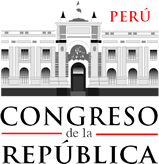 PERÚ
CONGRESO
de la
REPÚBLICA